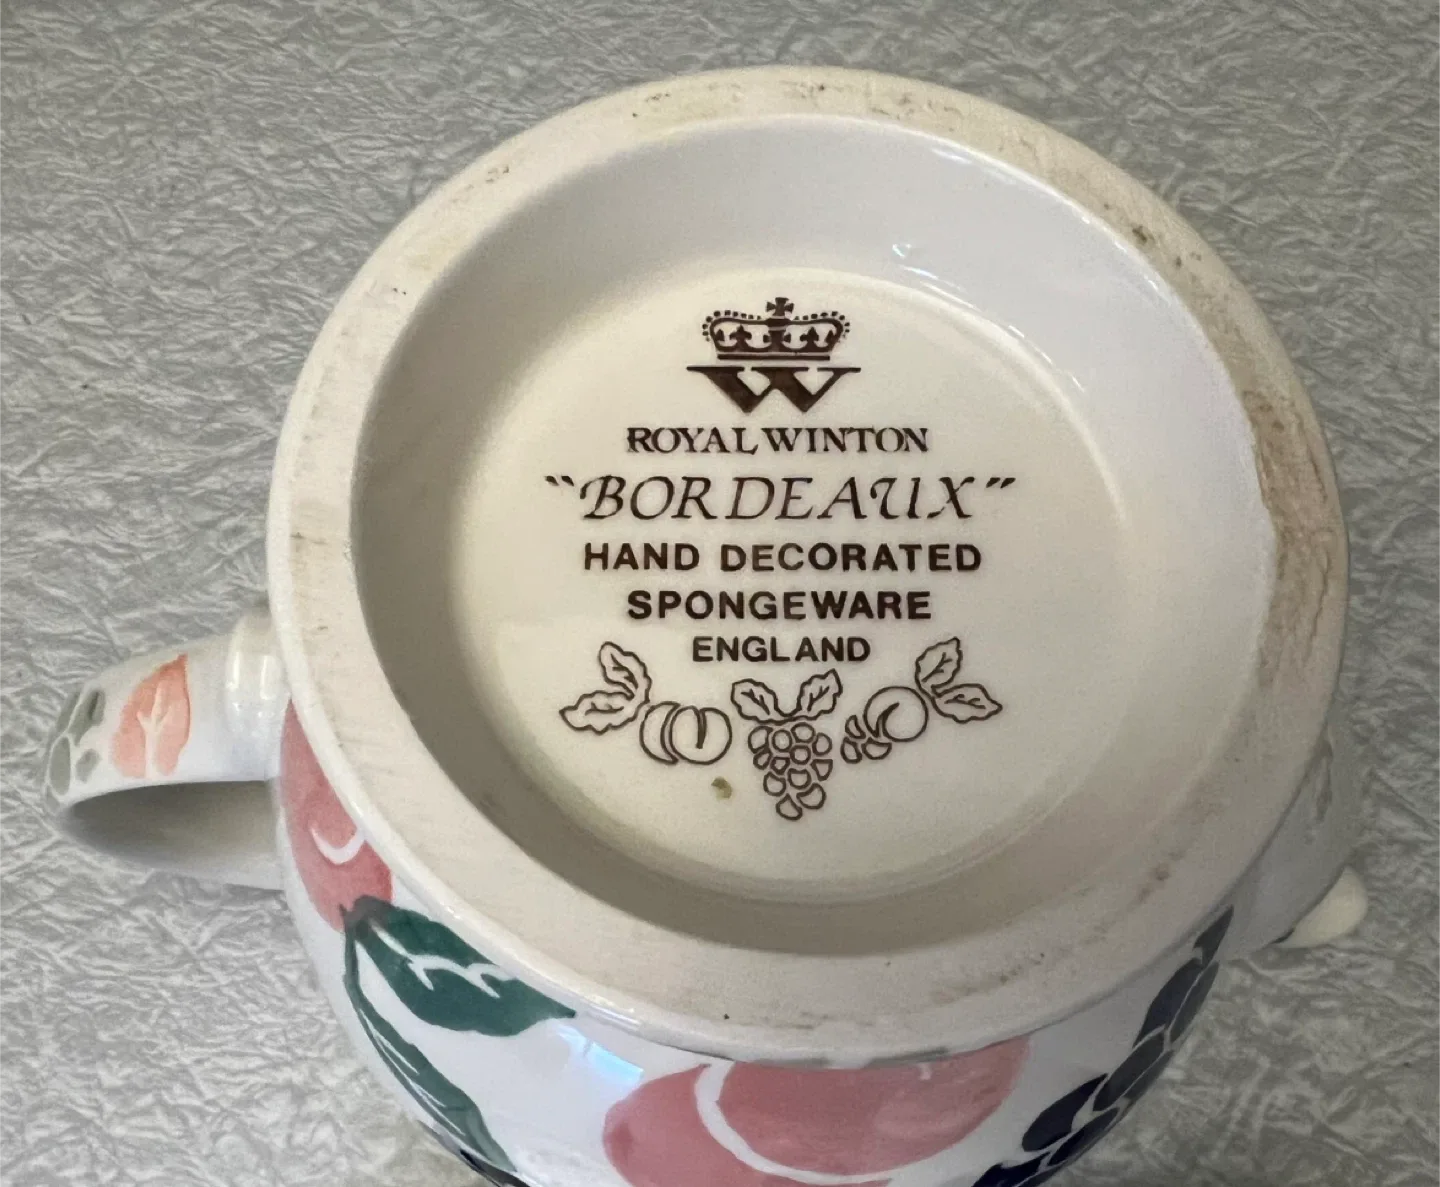 W
ROYAL WINTON
"BORDEAUX"
HAND DECORATED
SPONGEWARE
ENGLAND